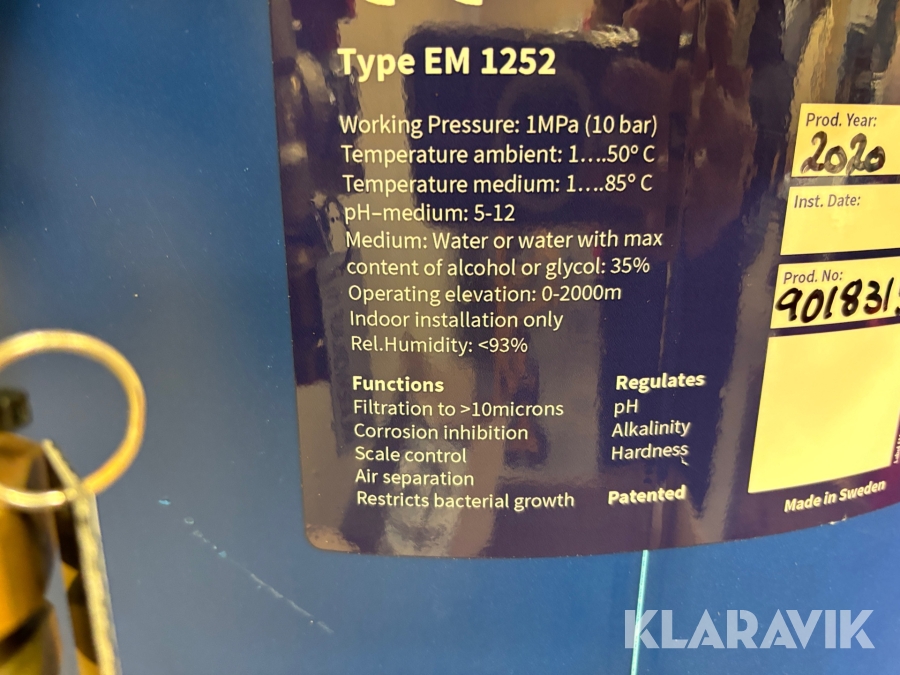 Type EM 1252
Working Pressure: 1MPa (10 bar)
Temperature ambient: 1....50° C
Temperature medium: 1....85° C
pH–medium: 5-12
Medium: Water or water with max
content of alcohol or glycol: 35%
Operating elevation: 0-2000m
Indoor installation only
Rel.Humidity: <93%
Functions
Filtration to >10microns
Corrosion inhibition
Scale control
Air separation
Restricts bacterial growth
Regulates
pH
Alkalinity
Hardness
Patented
Prod. Year:
2020
Inst. Date:
Prod. No:
901831
Made in Sweden
KLARAVIK